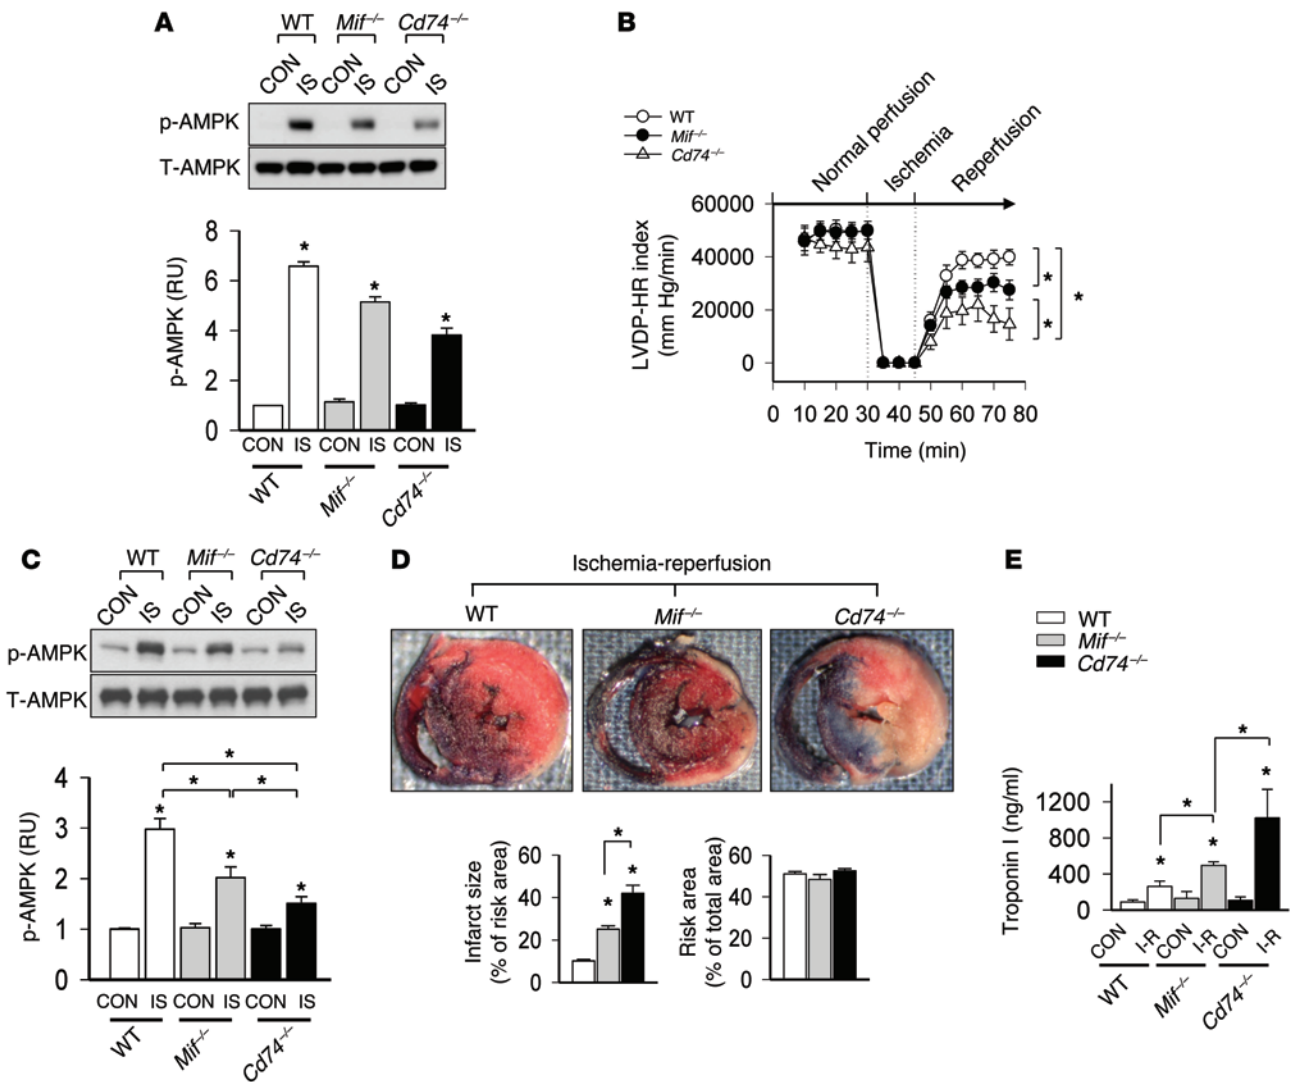 A
WT Mif–/– Cd74–/–
CON IS CON IS CON IS
p-AMPK
T-AMPK
p-AMPK (RU)
8
6
4
2
0
* * *
CON IS CON IS CON IS
WT Mif–/– Cd74–/–
B
WT
Mif–/–
Cd74–/–
Normal perfusion Ischemia Reperfusion
LVDP-HR index
(mm Hg/min)
60000
40000
20000
0
* * *
0 10 20 30 40 50 60 70 80
Time (min)
C
WT Mif–/– Cd74–/–
CON IS CON IS CON IS
p-AMPK
T-AMPK
p-AMPK (RU)
4
3
2
1
0
*
* *
* * *
CON IS CON IS CON IS
WT Mif–/– Cd74–/–
D
Ischemia-reperfusion
WT Mif–/– Cd74–/–
Infarct size
(% of risk area)
60
40
20
0
*
* *
Risk area
(% of total area)
60
40
20
0
E
WT
Mif–/–
Cd74–/–
Troponin I (ng/ml)
1200
800
400
0
* *
* * *
CON I-R CON I-R CON I-R
WT Mif–/– Cd74–/–